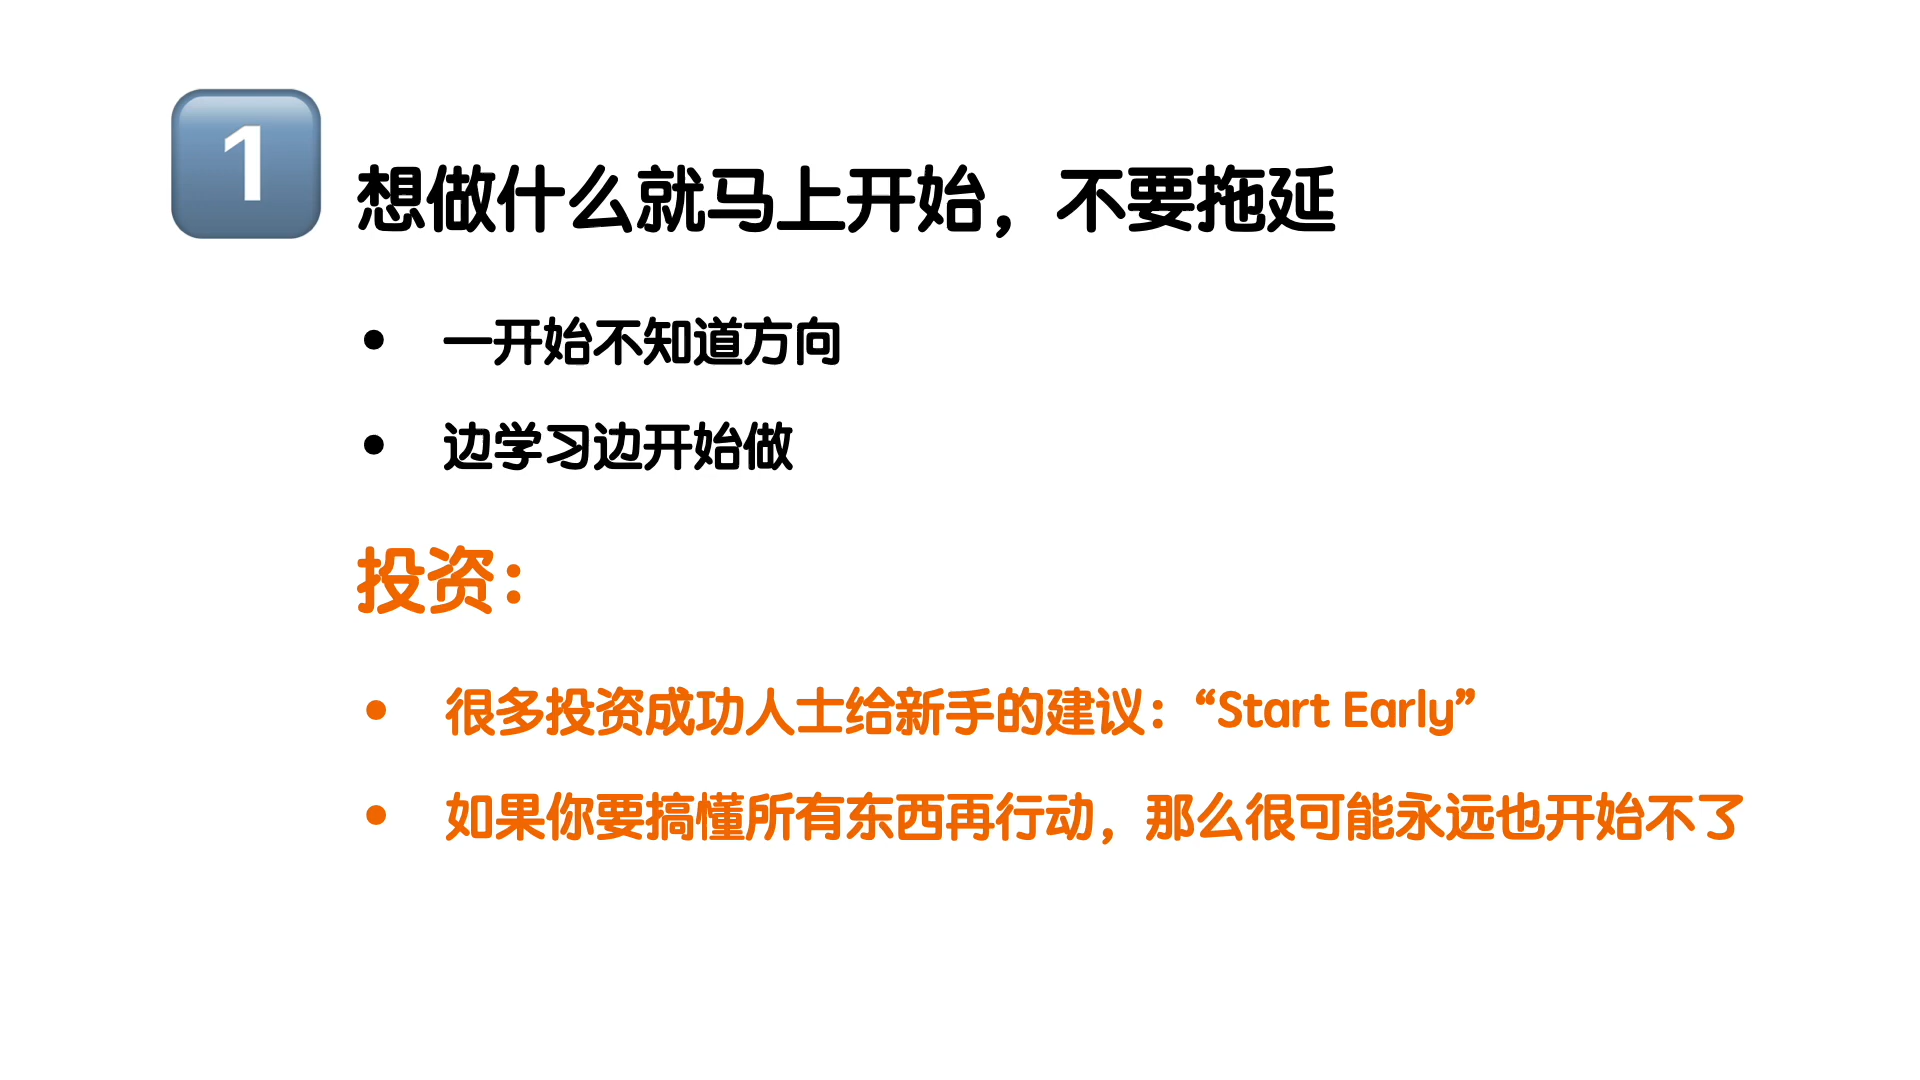 1
想做什么就马上开始，不要拖延
• 一开始不知道方向
• 边学习边开始做
投资：
• 很多投资成功人士给新手的建议：“Start Early”
• 如果你要搞懂所有东西再行动，那么很可能永远也开始不了